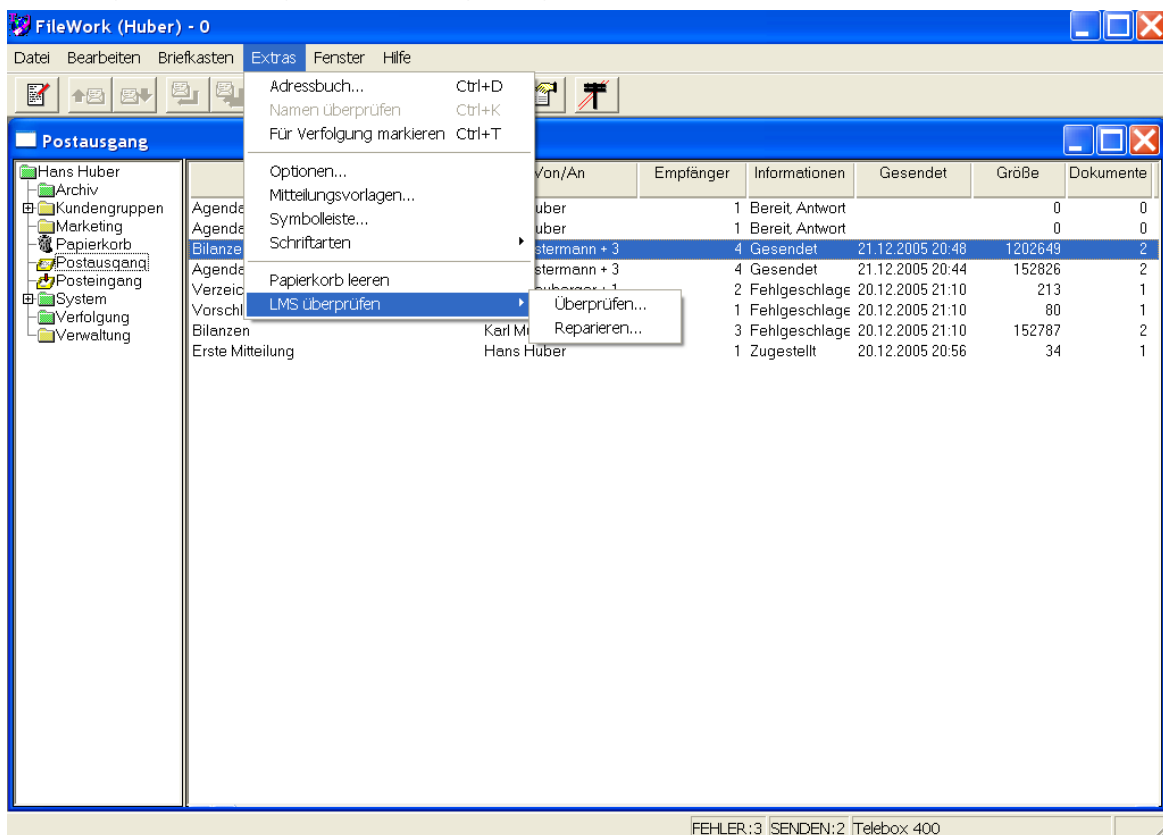 FileWork (Huber) - 0
Datei Bearbeiten Briefkasten Extras Fenster Hilfe
Adressbuch... Ctrl+D
Namen überprüfen Ctrl+K
Für Verfolgung markieren Ctrl+T
Optionen...
Mitteilungsvorlagen...
Symbolleiste...
Schriftarten
Papierkorb leeren
LMS überprüfen
Überprüfen...
Reparieren...
Postausgang
Hans Huber
Archiv
Kundengruppen
Marketing
Papierkorb
Postausgang
Posteingang
System
Verfolgung
Verwaltung
Von/An Empfänger Informationen Gesendet Größe Dokumente
Agenda uber 1 Bereit, Antwort 0 0
Agenda uber 1 Bereit, Antwort 0 0
Bilanze stermann + 3 4 Gesendet 21.12.2005 20:48 1202649 2
Agenda stermann + 3 4 Gesendet 21.12.2005 20:44 152826 2
Verzeic 2 Fehlgeschlage 20.12.2005 21:10 213 1
Vorschl 1 Fehlgeschlage 20.12.2005 21:10 80 1
Bilanzen Karl Mu 3 Fehlgeschlage 20.12.2005 21:10 152787 2
Erste Mitteilung Hans Huber 1 Zugestellt 20.12.2005 20:56 34 1
FEHLER:3 SENDEN:2 Telebox 400